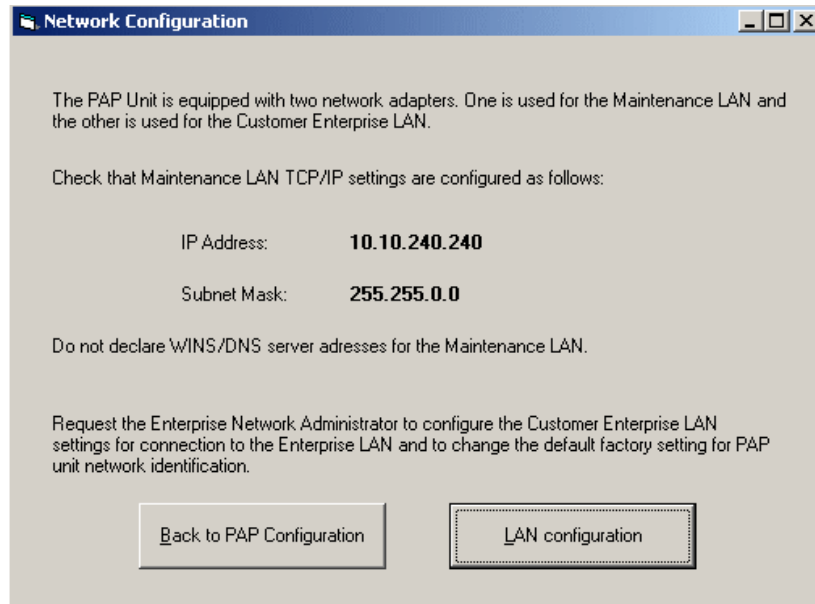 Network Configuration
The PAP Unit is equipped with two network adapters. One is used for the Maintenance LAN and
the other is used for the Customer Enterprise LAN.
Check that Maintenance LAN TCP/IP settings are configured as follows:
IP Address: 10.10.240.240
Subnet Mask: 255.255.0.0
Do not declare WINS/DNS server adresses for the Maintenance LAN.
Request the Enterprise Network Administrator to configure the Customer Enterprise LAN
settings for connection to the Enterprise LAN and to change the default factory setting for PAP
unit network identification.
Back to PAP Configuration LAN configuration